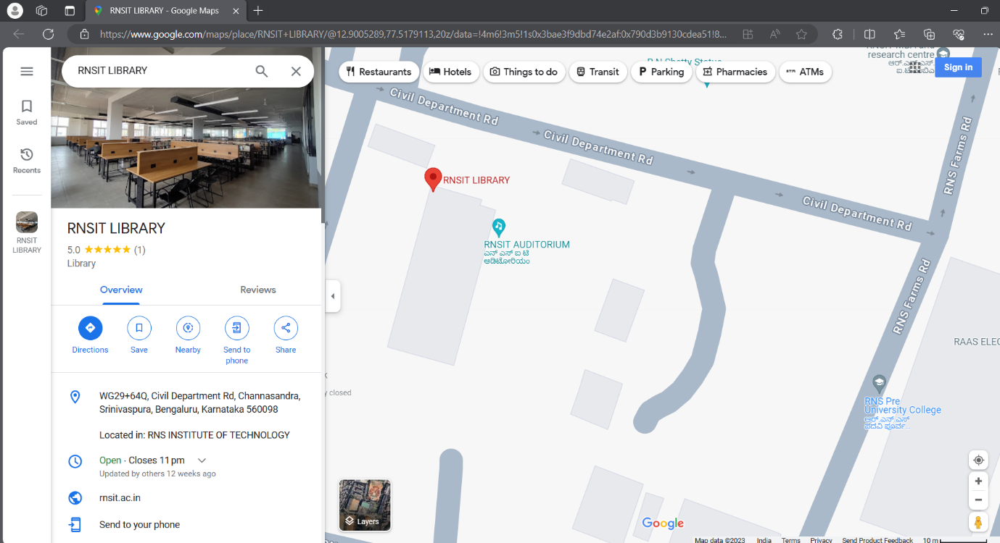 RNSIT LIBRARY - Google Maps
https://www.google.com/maps/place/RNSIT+LIBRARY/@12.9005289,77.5179113,20z/data=!4m6!3m5!1s0x3bae3f9dbd74e2af:0x790d3b9130cdea51!8...
RNSIT LIBRARY
Saved
Recents
RNSIT
LIBRARY
RNSIT LIBRARY
5.0 (1)
Library
Overview
Reviews
Directions
Save
Nearby
Send to
phone
Share
WG29+64Q, Civil Department Rd, Channasandra,
Srinivaspura, Bengaluru, Karnataka 560098
Located in: RNS INSTITUTE OF TECHNOLOGY
Open · Closes 11 pm
Updated by others 12 weeks ago
rnsit.ac.in
Send to your phone
Restaurants
Hotels
Things to do
Transit
Parking
Pharmacies
ATMs
Sign in
research centre
Civil Department Rd
Civil Department Rd
Civil Department Rd
RNS Farms Rd
RNS Farms Rd
RNSIT LIBRARY
RNSIT AUDITORIUM
ಎನ್ ಎಸ್ ಐ ಟಿ
ಆಡಿಟೋರಿಯಂ
RAAS ELEC
y closed
RNS Pre
University College
ಆರ್.ಎನ್.ಎಸ್
ಪದವಿ ಪೂರ್ವ...
Layers
Google
Map data ©2023
India
Terms
Privacy
Send Product Feedback
10 m